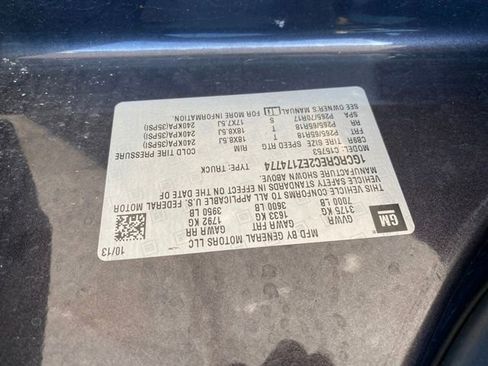 MFD BY GENERAL MOTORS LLC
10/13
GM
GVWR
GAWR FRT
GAWR RR
3175 KG
1633 KG
1792 KG
7000 LB
3600 LB
3950 LB
THIS VEHICLE CONFORMS TO ALL APPLICABLE U.S. FEDERAL MOTOR
VEHICLE SAFETY STANDARDS IN EFFECT ON THE DATE OF
MANUFACTURE SHOWN ABOVE.
1GCRCREC2EZ174774
TYPE: TRUCK
MODEL: C15753
TIRE SIZE
SPEED RTG
RIM
COLD TIRE PRESSURE
FRT
P265/65R18
T
18X8.5J
240KPA(35PSI)
RR
P265/65R18
T
18X8.5J
240KPA(35PSI)
SPA
P265/70R17
S
17X7.5J
240KPA(35PSI)
SEE OWNER'S MANUAL FOR MORE INFORMATION.